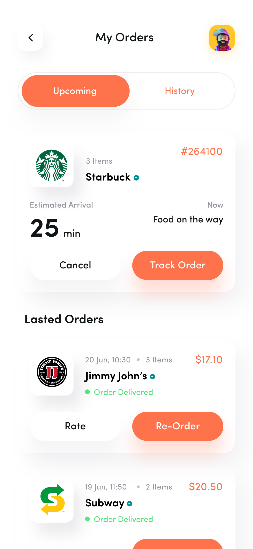 My Orders
Upcoming
History
#264100
3 Items
Starbuck
Estimated Arrival
Now
25 min
Food on the way
Cancel
Track Order
Lasted Orders
20 Jun, 10:30 • 3 Items
$17.10
Jimmy John's
Order Delivered
Rate
Re-Order
19 Jun, 11:50 • 2 Items
$20.50
Subway
Order Delivered